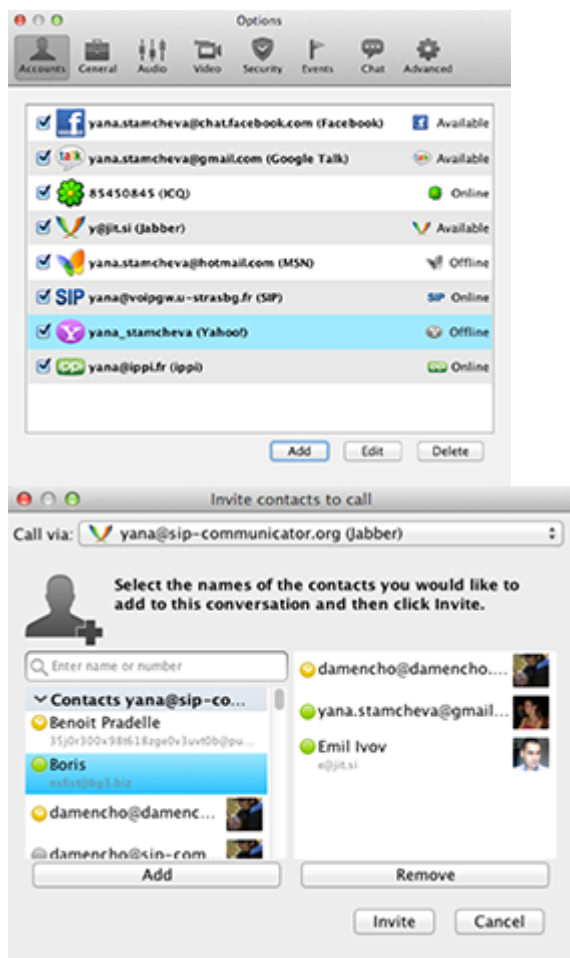 Options
Accounts General Audio Video Security Events Chat Advanced
yana.stamcheva@chat.facebook.com (Facebook) Available
yana.stamcheva@gmail.com (Google Talk) Available
85450845 (ICQ) Online
y@jit.si (Jabber) Available
yana.stamcheva@hotmail.com (MSN) Offline
SIP yana@voipgw.u-strasbg.fr (SIP) SIP Online
yana_stamcheva (Yahoo!) Offline
yana@ippi.fr (ippi) Online
Add Edit Delete
Invite contacts to call
Call via: yana@sip-communicator.org (Jabber)
Select the names of the contacts you would like to
add to this conversation and then click Invite.
Enter name or number
Contacts yana@sip-co...
Benoit Pradelle
Boris
damencho@damenc...
damencho@sip-com
Add
damencho@damencho....
yana.stamcheva@gmail...
Emil Ivov
e@jit.si
Remove
Invite Cancel